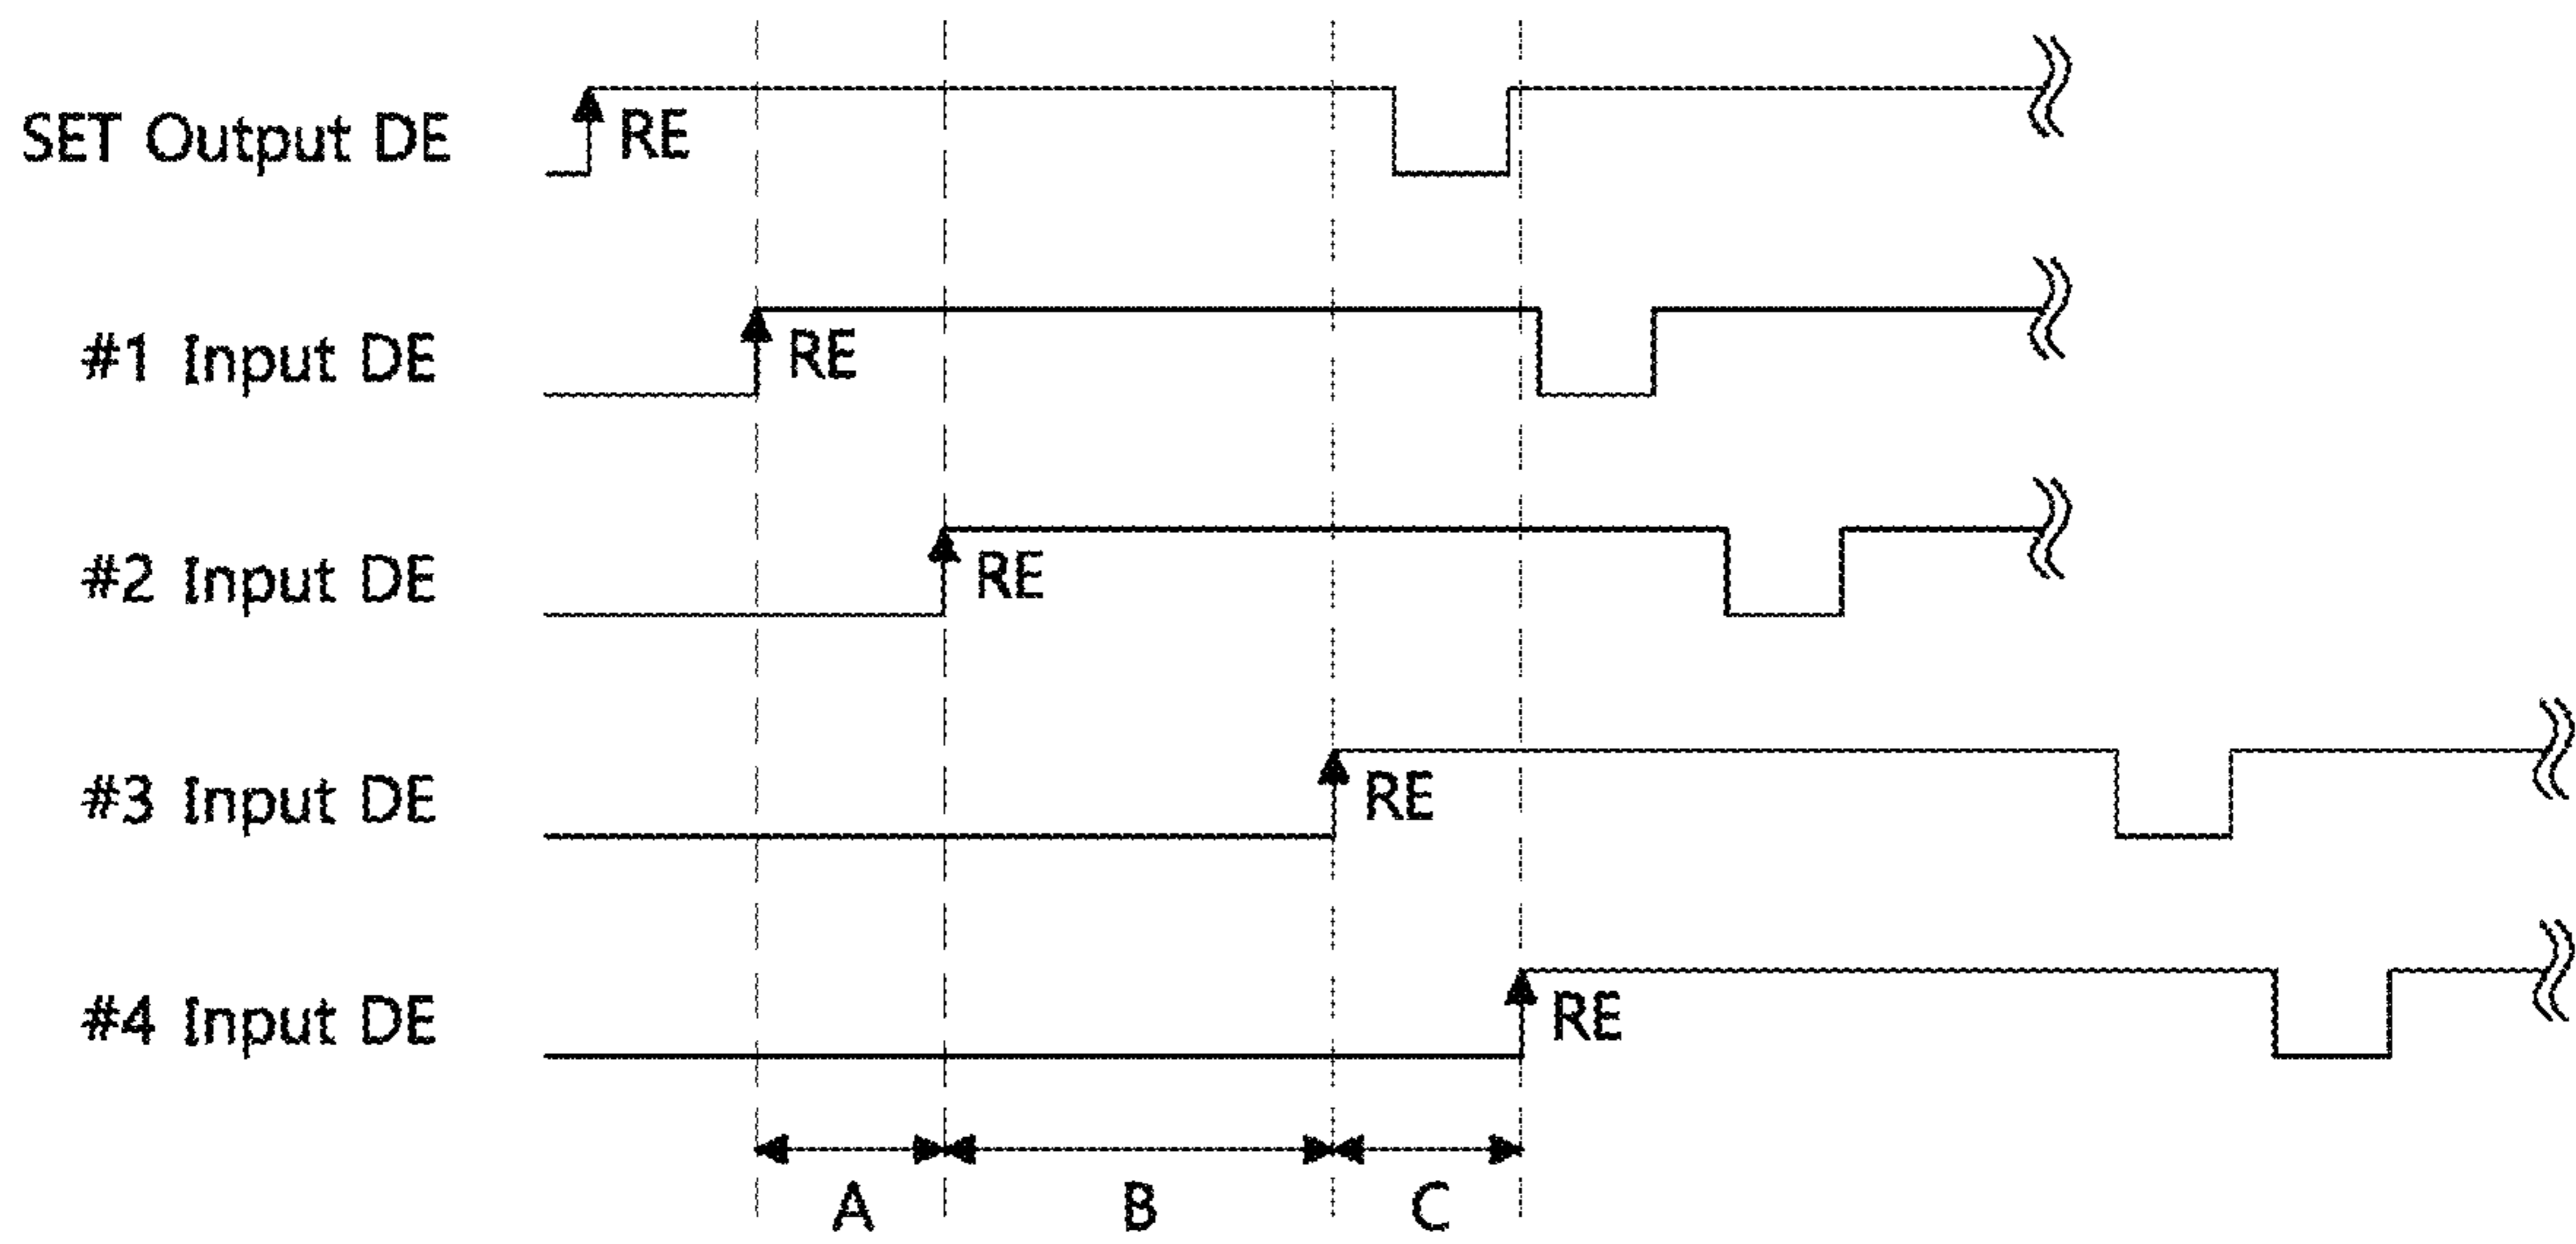 SET Output DE
RE
#1 Input DE
RE
#2 Input DE
RE
#3 Input DE
RE
#4 Input DE
RE
A
B
C